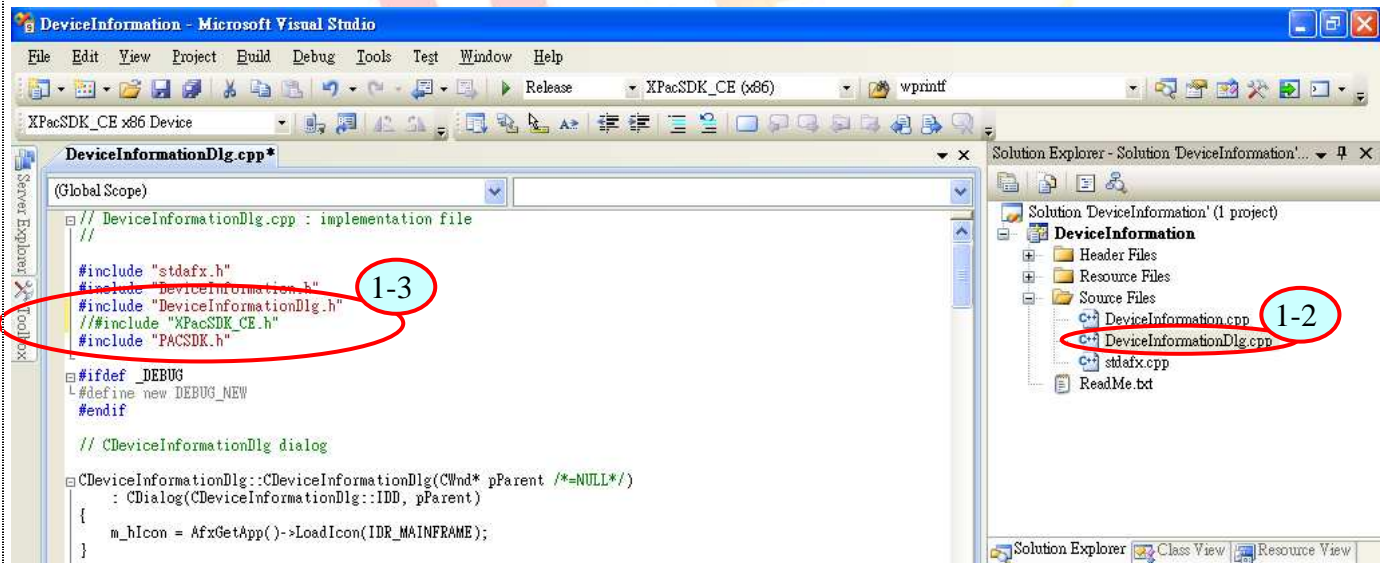 DeviceInformation - Microsoft Visual Studio
File Edit View Project Build Debug Tools Test Window Help
Release XPacSDK_CE (x86) wprintf
XPacSDK_CE x86 Device
Server Explorer
Toolbox
DeviceInformationDlg.cpp*
(Global Scope)
// DeviceInformationDlg.cpp : implementation file
//
#include "stdafx.h"
#include "DeviceInformation.h"
#include "DeviceInformationDlg.h"
//#include "XPacSDK_CE.h"
#include "PACSDK.h"
1-3
#ifdef _DEBUG
#define new DEBUG_NEW
#endif
// CDeviceInformationDlg dialog
CDeviceInformationDlg::CDeviceInformationDlg(CWnd* pParent /*=NULL*/)
: CDialog(CDeviceInformationDlg::IDD, pParent)
{
m_hIcon = AfxGetApp()->LoadIcon(IDR_MAINFRAME);
}
Solution Explorer - Solution 'DeviceInformation'...
Solution 'DeviceInformation' (1 project)
DeviceInformation
Header Files
Resource Files
Source Files
DeviceInformation.cpp
1-2
DeviceInformationDlg.cpp
stdafx.cpp
ReadMe.txt
Solution Explorer Class View Resource View